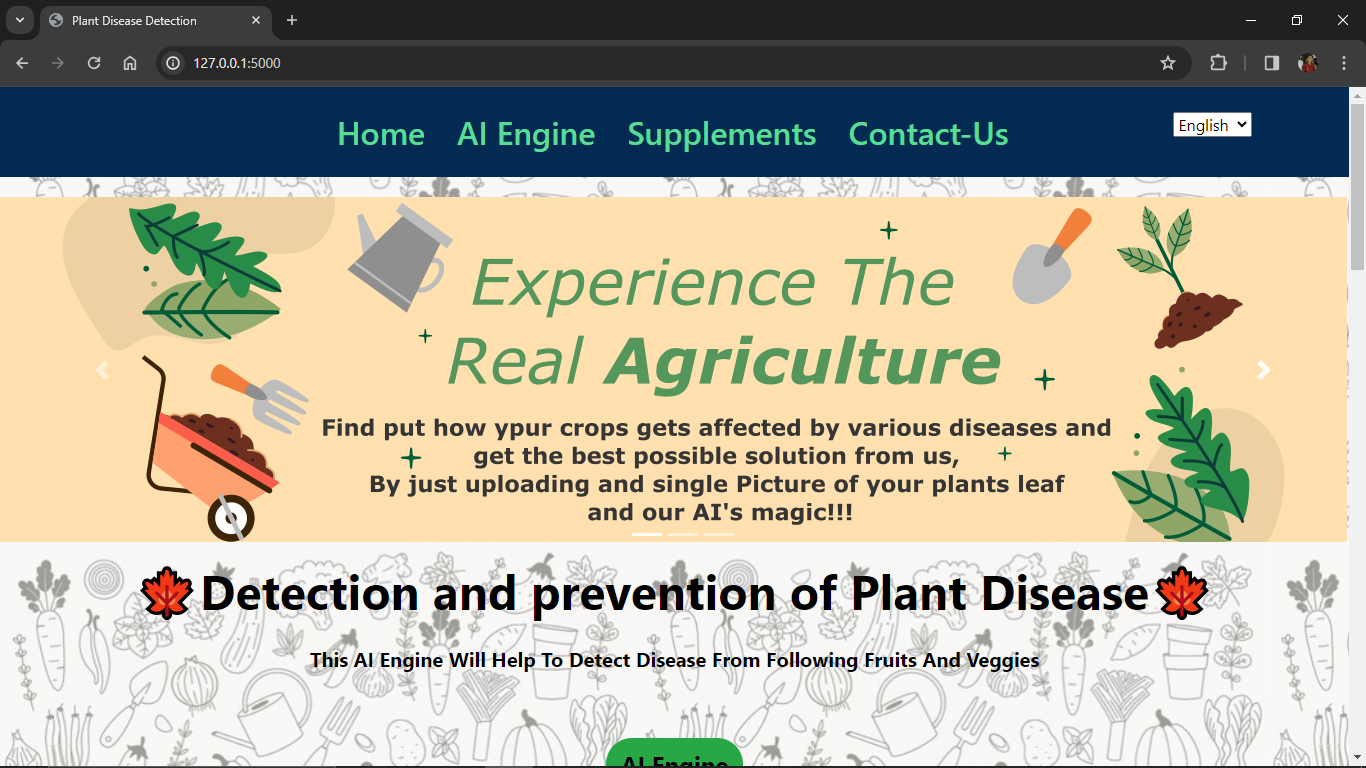 Plant Disease Detection
127.0.0.1:5000
Home AI Engine Supplements Contact-Us
English
Experience The
Real Agriculture
Find put how ypur crops gets affected by various diseases and
get the best possible solution from us,
By just uploading and single Picture of your plants leaf
and our AI's magic!!!
Detection and prevention of Plant Disease
This AI Engine Will Help To Detect Disease From Following Fruits And Veggies
AI Engine